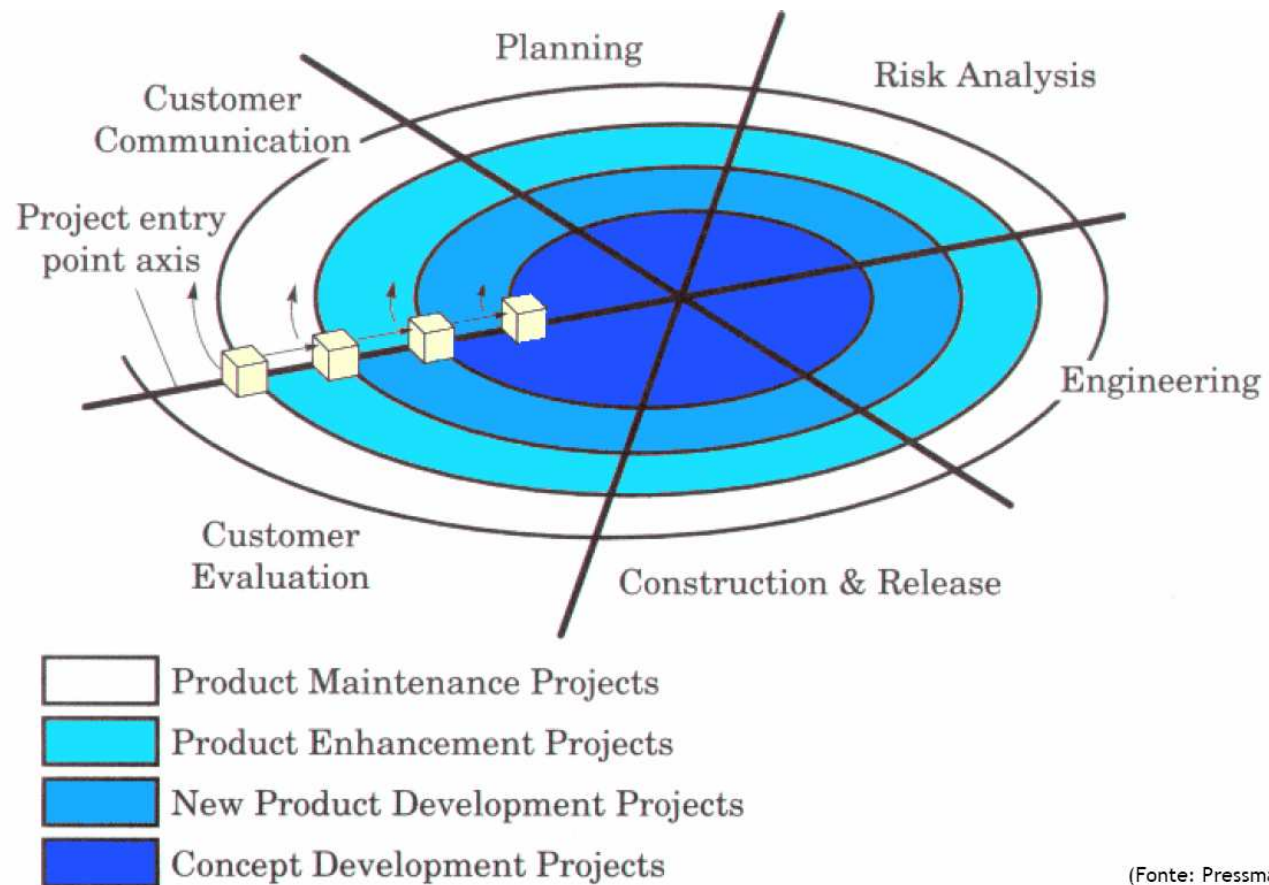 Planning
Risk Analysis
Customer
Communication
Project entry
point axis
Engineering
Customer
Evaluation
Construction & Release
Product Maintenance Projects
Product Enhancement Projects
New Product Development Projects
Concept Development Projects
(Fonte: Pressma